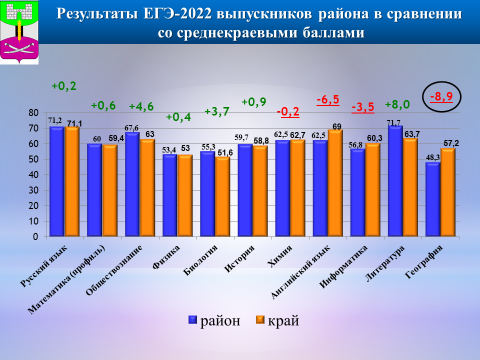 Результаты ЕГЭ-2022 выпускников района в сравнении
со среднекраевыми баллами
+0,2 +0,6 +4,6 +0,4 +3,7 +0,9 -0,2 -6,5 -3,5 +8,0 -8,9
80
70
60
50
40
30
20
10
0
71,2 71,1 60 59,4 67,6 63 53,4 53 55,3 51,6 59,7 58,8 62,5 62,7 62,5 69 56,8 60,3 71,7 63,7 48,3 57,2
Русский язык
Математика (профиль)
Обществознание
Физика
Биология
История
Химия
Английский язык
Информатика
Литература
География
район край